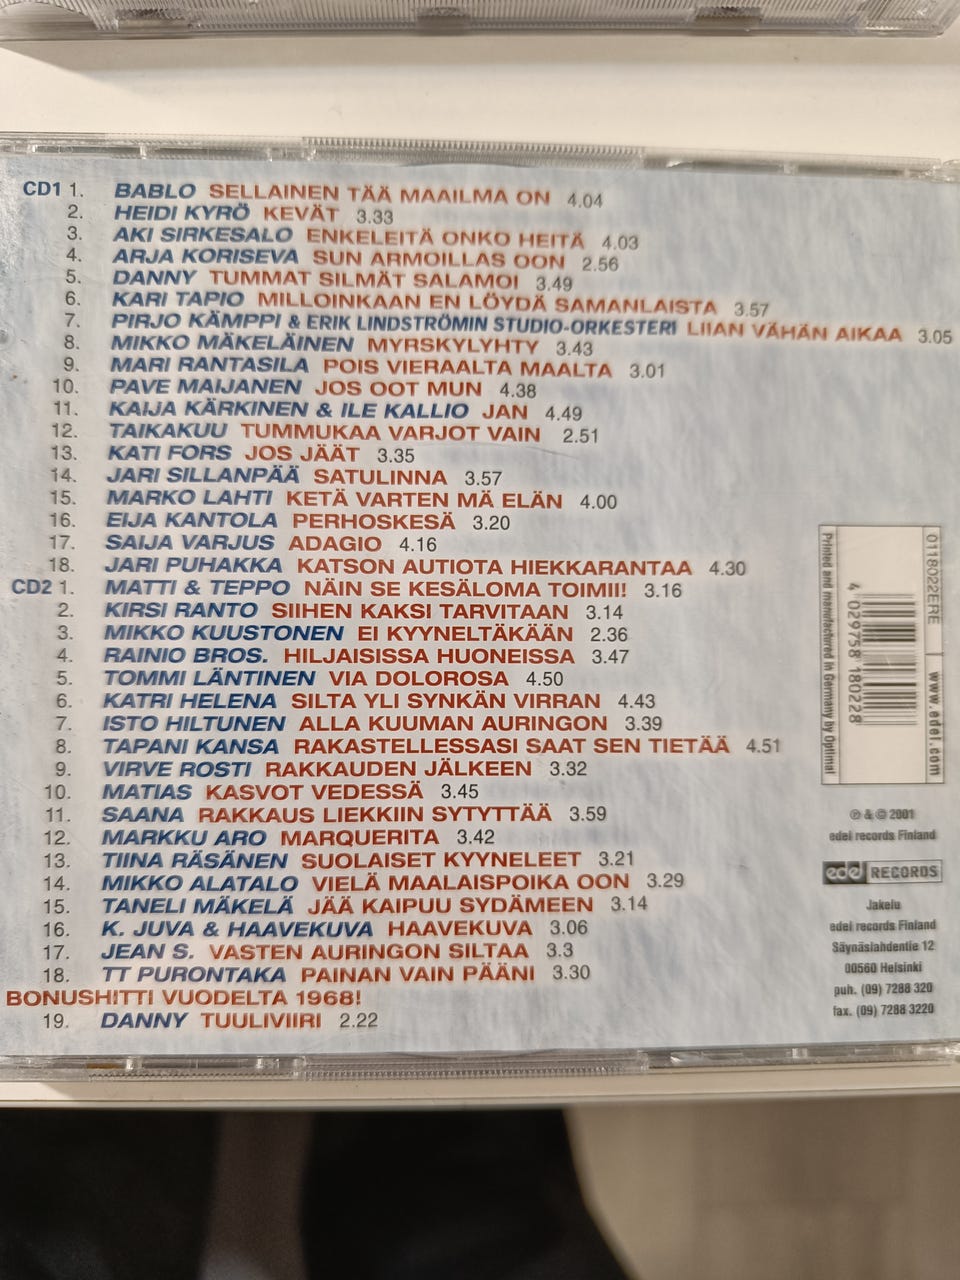 CD1 1. BABLO SELLAINEN TÄÄ MAAILMA ON 4.04
2. HEIDI KYRÖ KEVÄT 3.33
3. AKI SIRKESALO ENKELEITÄ ONKO HEITÄ 4.03
4. ARJA KORISEVA SUN ARMOILLAS OON 2.56
5. DANNY TUMMAT SILMÄT SALAMOI 3.49
6. KARI TAPIO MILLOINKAAN EN LÖYDÄ SAMANLAISTA 3.57
7. PIRJO KÄMPPI & ERIK LINDSTRÖMIN STUDIO-ORKESTERI LIIAN VÄHÄN AIKAA 3.05
8. MIKKO MÄKELÄINEN MYRSKYLYHTY 3.43
9. MARI RANTASILA POIS VIERAALTA MAALTA 3.01
10. PAVE MAIJANEN JOS OOT MUN 4.38
11. KAIJA KÄRKINEN & ILE KALLIO JAN 4.49
12. TAIKAKUU TUMMUKAA VARJOT VAIN 2.51
13. KATI FORS JOS JÄÄT 3.35
14. JARI SILLANPÄÄ SATULINNA 3.57
15. MARKO LAHTI KETÄ VARTEN MÄ ELÄN 4.00
16. EIJA KANTOLA PERHOSKESÄ 3.20
17. SAIJA VARJUS ADAGIO 4.16
18. JARI PUHAKKA KATSON AUTIOTA HIEKKARANTAA 4.30
CD2 1. MATTI & TEPPO NÄIN SE KESÄLOMA TOIMII! 3.16
2. KIRSI RANTO SIIHEN KAKSI TARVITAAN 3.14
3. MIKKO KUUSTONEN EI KYYNELTÄKÄÄN 2.36
4. RAINIO BROS. HILJAISISSA HUONEISSA 3.47
5. TOMMI LÄNTINEN VIA DOLOROSA 4.50
6. KATRI HELENA SILTA YLI SYNKÄN VIRRAN 4.43
7. ISTO HILTUNEN ALLA KUUMAN AURINGON 3.39
8. TAPANI KANSA RAKASTELLESSASI SAAT SEN TIETÄÄ 4.51
9. VIRVE ROSTI RAKKAUDEN JÄLKEEN 3.32
10. MATIAS KASVOT VEDESSÄ 3.45
11. SAANA RAKKAUS LIEKKIIN SYTYTTÄÄ 3.59
12. MARKKU ARO MARQUERITA 3.42
13. TIINA RÄSÄNEN SUOLAISET KYYNELEET 3.21
14. MIKKO ALATALO VIELÄ MAALAISPOIKA OON 3.29
15. TANELI MÄKELÄ JÄÄ KAIPUU SYDÄMEEN 3.14
16. K. JUVA & HAAVEKUVA HAAVEKUVA 3.06
17. JEAN S. VASTEN AURINGON SILTAA 3.3
18. TT PURONTAKA PAINAN VAIN PÄÄNI 3.30
BONUSHITTI VUODELTA 1968!
19. DANNY TUULIVIIRI 2.22
0118022ERE www.edel.com
4 029758 180228
Printed and manufactured in Germany by Optimal
℗ & © 2001
edel records Finland
edel RECORDS
Jakelu
edel records Finland
Säynäslahdentie 12
00560 Helsinki
puh. (09) 7288 320
fax. (09) 7288 3220